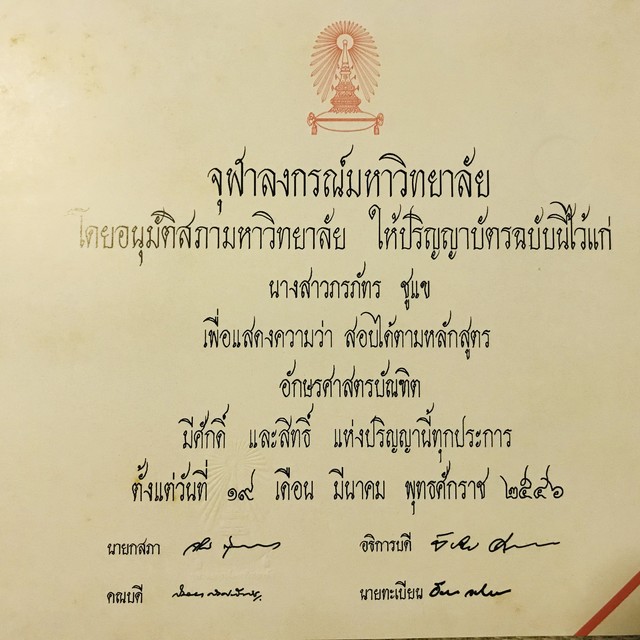 จุฬาลงกรณ์มหาวิทยาลัย
โดยอนุมัติสภามหาวิทยาลัย ให้ปริญญาบัตรฉบับนี้ไว้แก่
นางสาวภรภัทร ชูแข
เพื่อแสดงความว่า สอบได้ตามหลักสูตร
อักษรศาสตรบัณฑิต
มีศักดิ์ และสิทธิ์ แห่งปริญญานี้ทุกประการ
ตั้งแต่วันที่ ๑๙ เดือน มีนาคม พุทธศักราช ๒๕๔๖
นายกสภา อธิการบดี
คณบดี นายทะเบียน